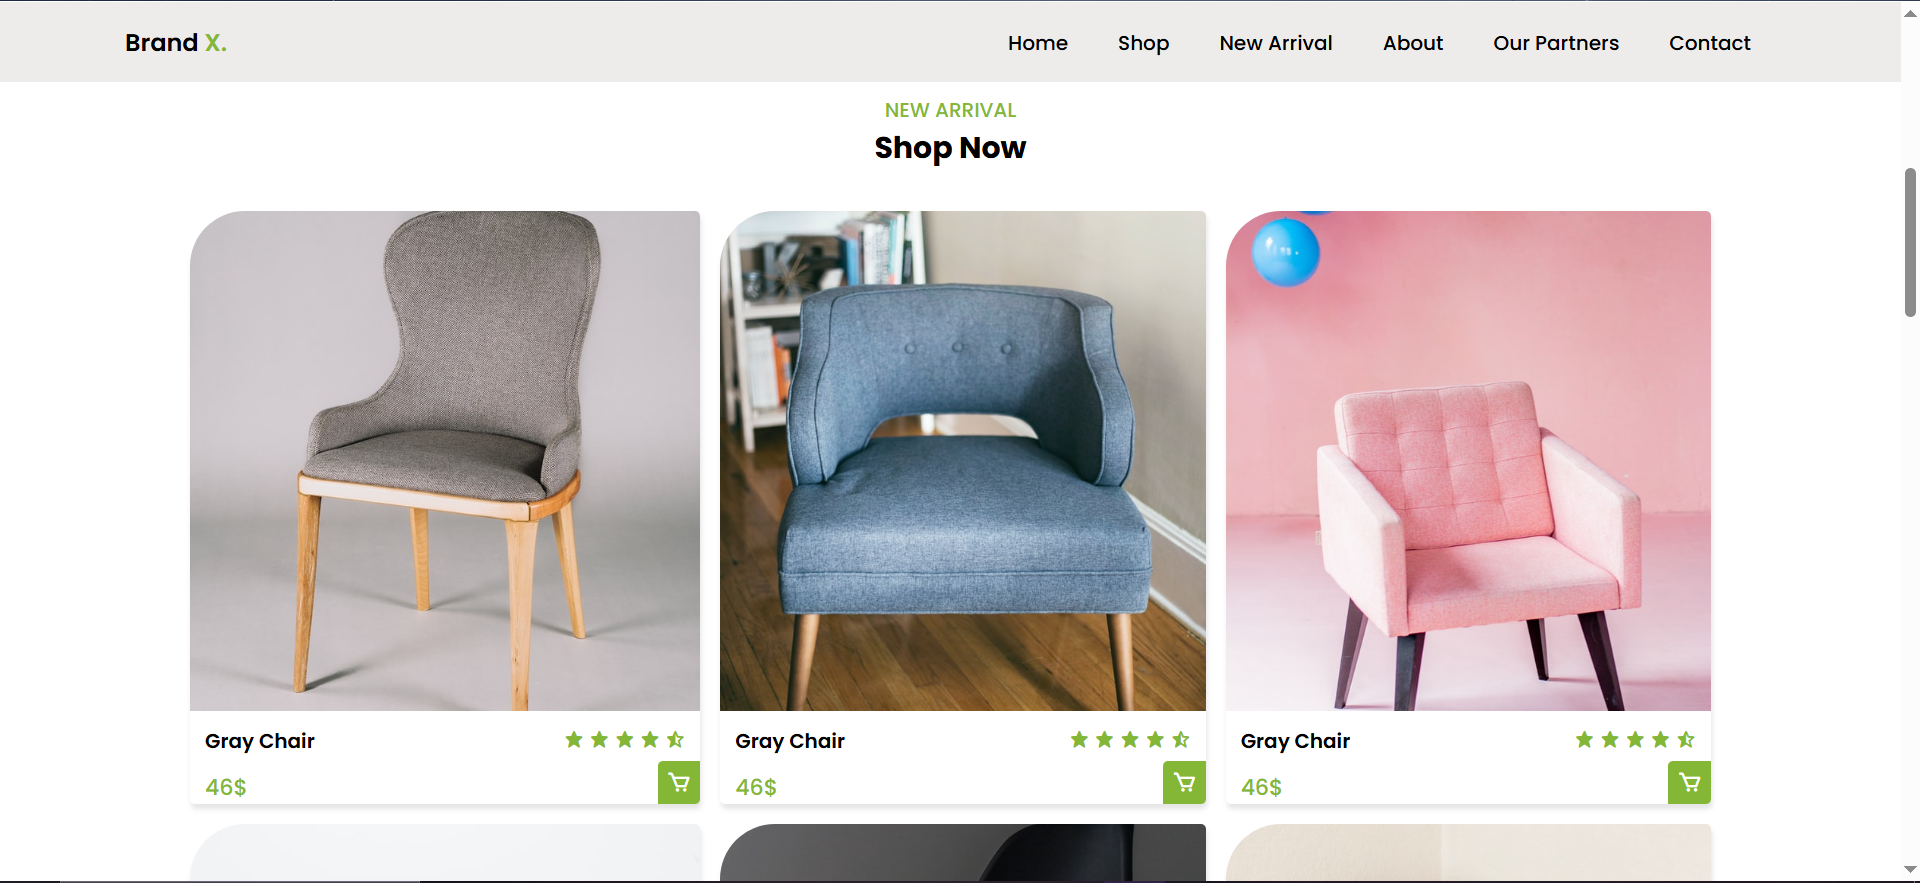 Brand X.
Home Shop New Arrival About Our Partners Contact
NEW ARRIVAL
Shop Now
Gray Chair
46$
Gray Chair
46$
Gray Chair
46$